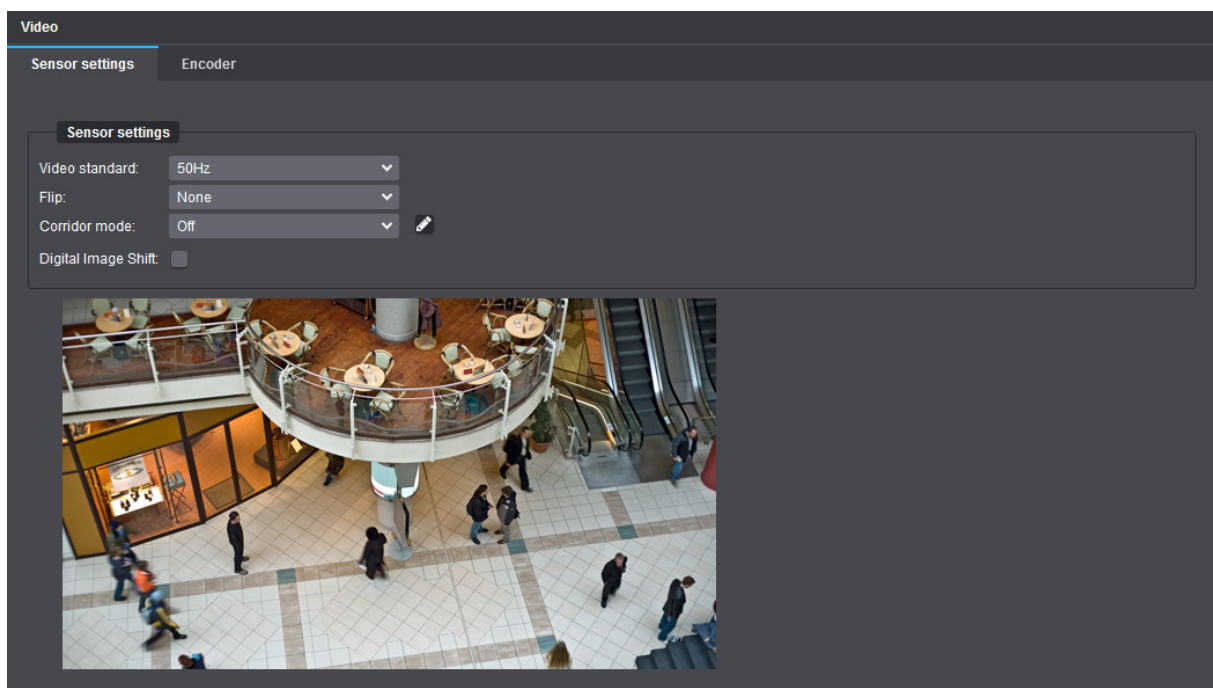 Video
Sensor settings Encoder
Sensor settings
Video standard: 50Hz
Flip: None
Corridor mode: Off
Digital Image Shift: